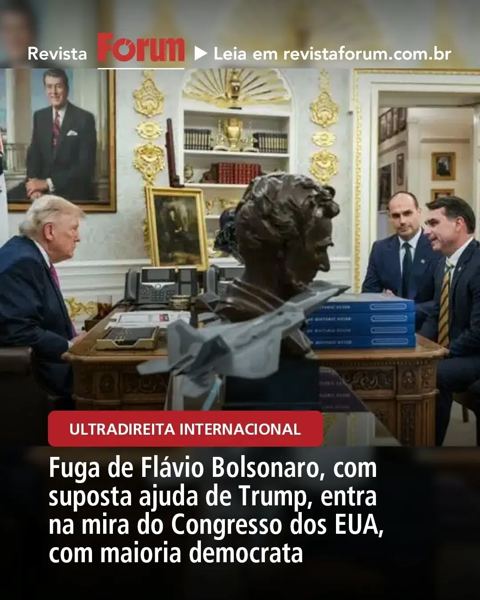 Revista Forum ▶ Leia em revistaforum.com.br
ULTRADIREITA INTERNACIONAL
Fuga de Flávio Bolsonaro, com
suposta ajuda de Trump, entra
na mira do Congresso dos EUA,
com maioria democrata